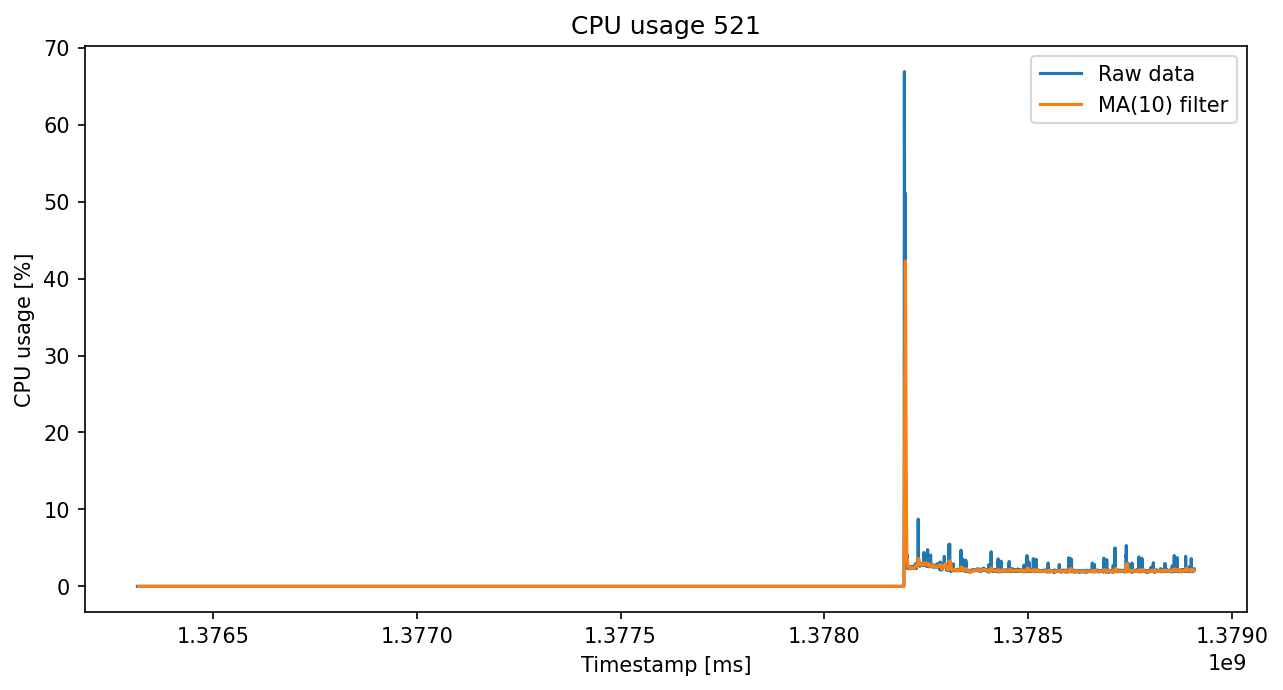 CPU usage 521
70
60
50
40
30
20
10
0
CPU usage [%]
Raw data
MA(10) filter
1.3765 1.3770 1.3775 1.3780 1.3785 1.3790
1e9
Timestamp [ms]